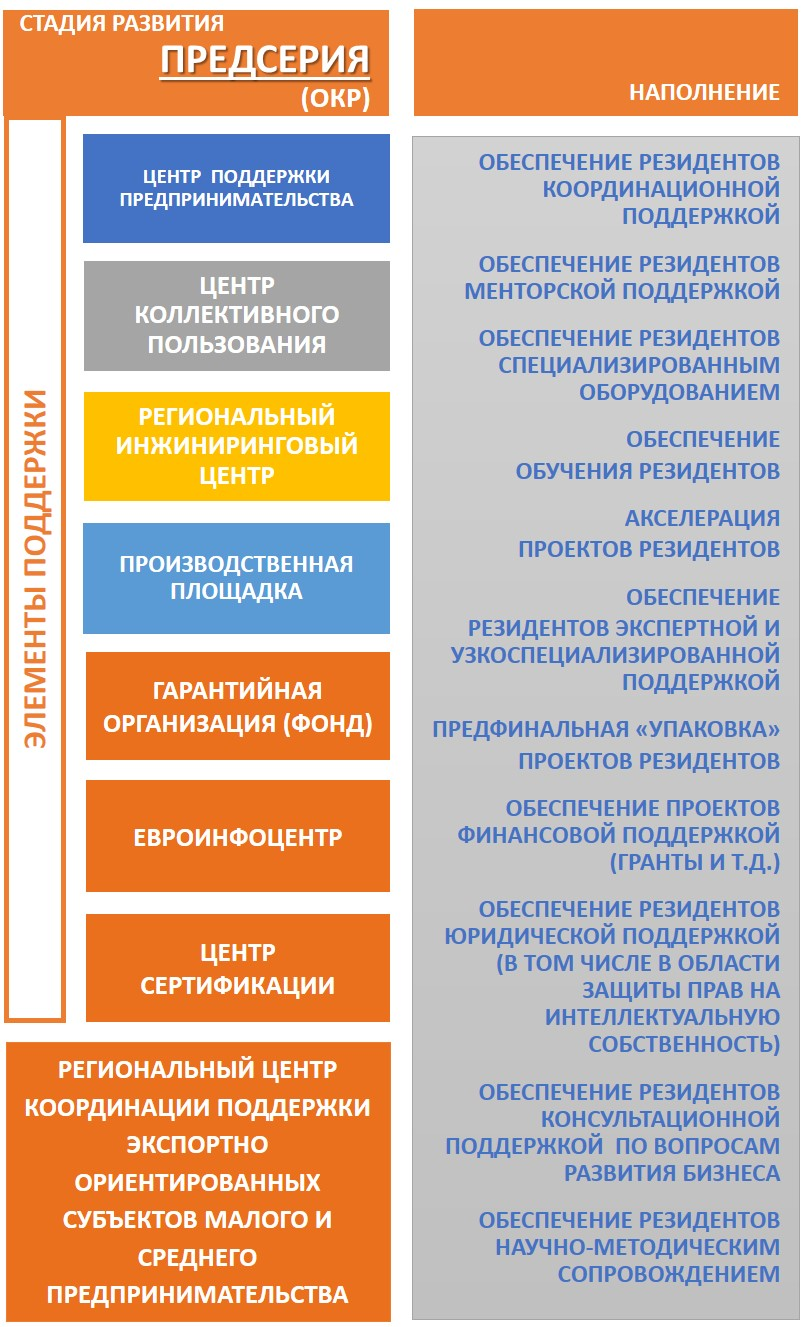 СТАДИЯ РАЗВИТИЯ
ПРЕДСЕРИЯ
(ОКР)
ЭЛЕМЕНТЫ ПОДДЕРЖКИ
ЦЕНТР ПОДДЕРЖКИ
ПРЕДПРИНИМАТЕЛЬСТВА
ЦЕНТР
КОЛЛЕКТИВНОГО
ПОЛЬЗОВАНИЯ
РЕГИОНАЛЬНЫЙ
ИНЖИНИРИНГОВЫЙ
ЦЕНТР
ПРОИЗВОДСТВЕННАЯ
ПЛОЩАДКА
ГАРАНТИЙНАЯ
ОРГАНИЗАЦИЯ (ФОНД)
ЕВРОИНФОЦЕНТР
ЦЕНТР
СЕРТИФИКАЦИИ
РЕГИОНАЛЬНЫЙ ЦЕНТР
КООРДИНАЦИИ ПОДДЕРЖКИ
ЭКСПОРТНО
ОРИЕНТИРОВАННЫХ
СУБЪЕКТОВ МАЛОГО И
СРЕДНЕГО
ПРЕДПРИНИМАТЕЛЬСТВА
НАПОЛНЕНИЕ
ОБЕСПЕЧЕНИЕ РЕЗИДЕНТОВ
КООРДИНАЦИОННОЙ
ПОДДЕРЖКОЙ
ОБЕСПЕЧЕНИЕ РЕЗИДЕНТОВ
МЕНТОРСКОЙ ПОДДЕРЖКОЙ
ОБЕСПЕЧЕНИЕ РЕЗИДЕНТОВ
СПЕЦИАЛИЗИРОВАННЫМ
ОБОРУДОВАНИЕМ
ОБЕСПЕЧЕНИЕ
ОБУЧЕНИЯ РЕЗИДЕНТОВ
АКСЕЛЕРАЦИЯ
ПРОЕКТОВ РЕЗИДЕНТОВ
ОБЕСПЕЧЕНИЕ
РЕЗИДЕНТОВ ЭКСПЕРТНОЙ И
УЗКОСПЕЦИАЛИЗИРОВАННОЙ
ПОДДЕРЖКОЙ
ПРЕДФИНАЛЬНАЯ «УПАКОВКА»
ПРОЕКТОВ РЕЗИДЕНТОВ
ОБЕСПЕЧЕНИЕ ПРОЕКТОВ
ФИНАНСОВОЙ ПОДДЕРЖКОЙ
(ГРАНТЫ И Т.Д.)
ОБЕСПЕЧЕНИЕ РЕЗИДЕНТОВ
ЮРИДИЧЕСКОЙ ПОДДЕРЖКОЙ
(В ТОМ ЧИСЛЕ В ОБЛАСТИ
ЗАЩИТЫ ПРАВ НА
ИНТЕЛЛЕКТУАЛЬНУЮ
СОБСТВЕННОСТЬ)
ОБЕСПЕЧЕНИЕ РЕЗИДЕНТОВ
КОНСУЛЬТАЦИОННОЙ
ПОДДЕРЖКОЙ ПО ВОПРОСАМ
РАЗВИТИЯ БИЗНЕСА
ОБЕСПЕЧЕНИЕ РЕЗИДЕНТОВ
НАУЧНО-МЕТОДИЧЕСКИМ
СОПРОВОЖДЕНИЕМ